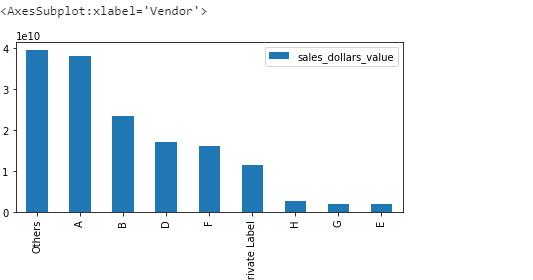 <AxesSubplot:xlabel='Vendor'>
1e10
sales_dollars_value
4
3
2
1
0
Others
A
B
D
F
rivate Label
H
G
E